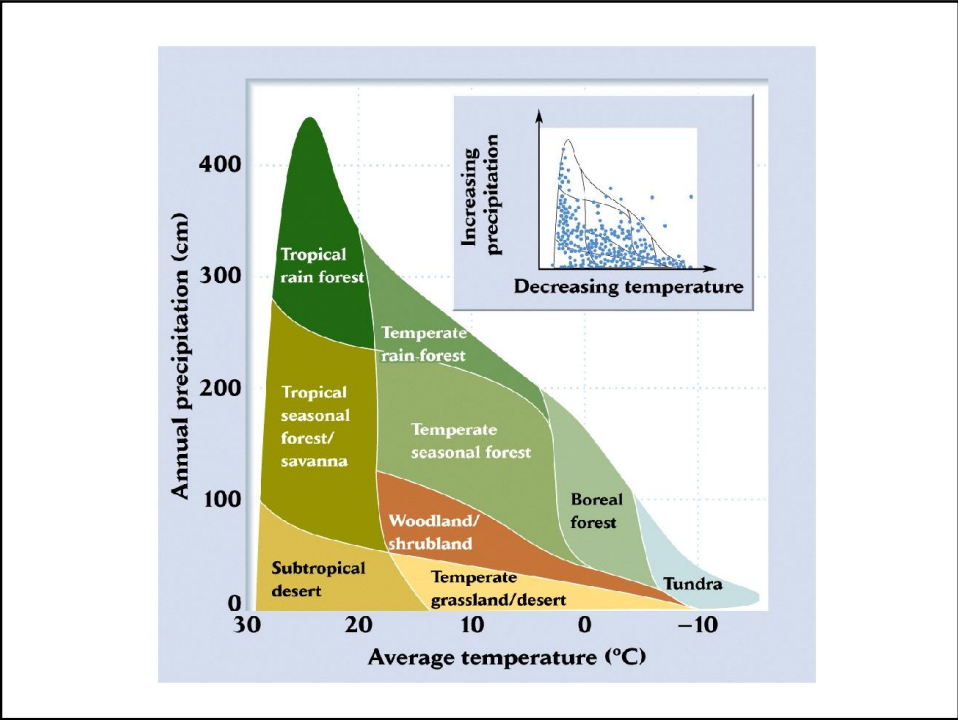 Annual precipitation (cm)
400
300
200
100
0
30
20
10
0
−10
Average temperature (°C)
Tropical
rain forest
Temperate
rain-forest
Tropical
seasonal
forest/
savanna
Temperate
seasonal forest
Boreal
forest
Woodland/
shrubland
Subtropical
desert
Temperate
grassland/desert
Tundra
Increasing
precipitation
Decreasing temperature